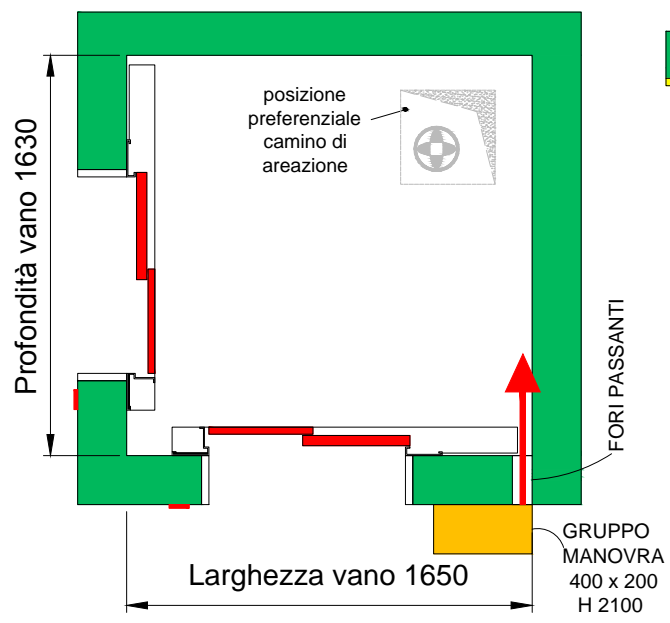 posizione
preferenziale
camino di
areazione
Profondità vano 1630
FORI PASSANTI
GRUPPO
MANOVRA
400 x 200
H 2100
Larghezza vano 1650